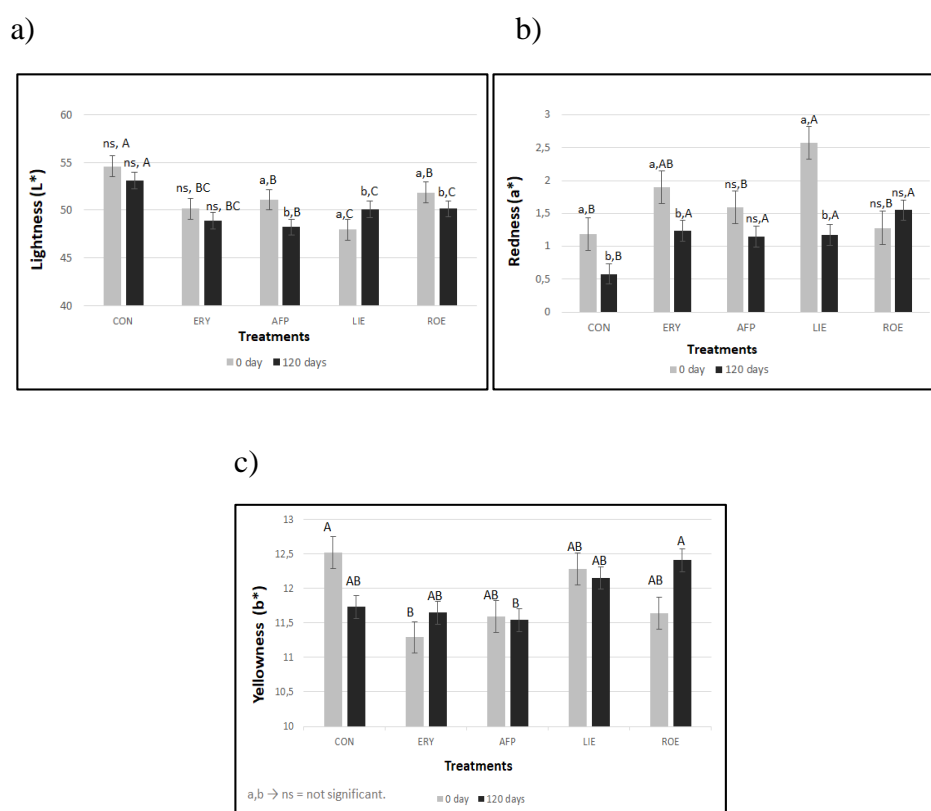 a)
b)
60
55
50
45
40
Lightness (L*)
ns, A
ns, A
ns, BC
ns, BC
a,B
b,B
a,C
b,C
a,B
b,C
CON
ERY
AFP
LIE
ROE
Treatments
0 day
120 days
3
2,5
2
1,5
1
0,5
0
Redness (a*)
a,B
b,B
a,AB
b,A
ns,B
ns,A
a,A
b,A
ns,B
ns,A
CON
ERY
AFP
LIE
ROE
Treatments
0 day
120 days
c)
13
12,5
12
11,5
11
10,5
10
Yellowness (b*)
A
AB
B
AB
AB
B
AB
AB
AB
A
CON
ERY
AFP
LIE
ROE
Treatments
a,b → ns = not significant.
0 day
120 days